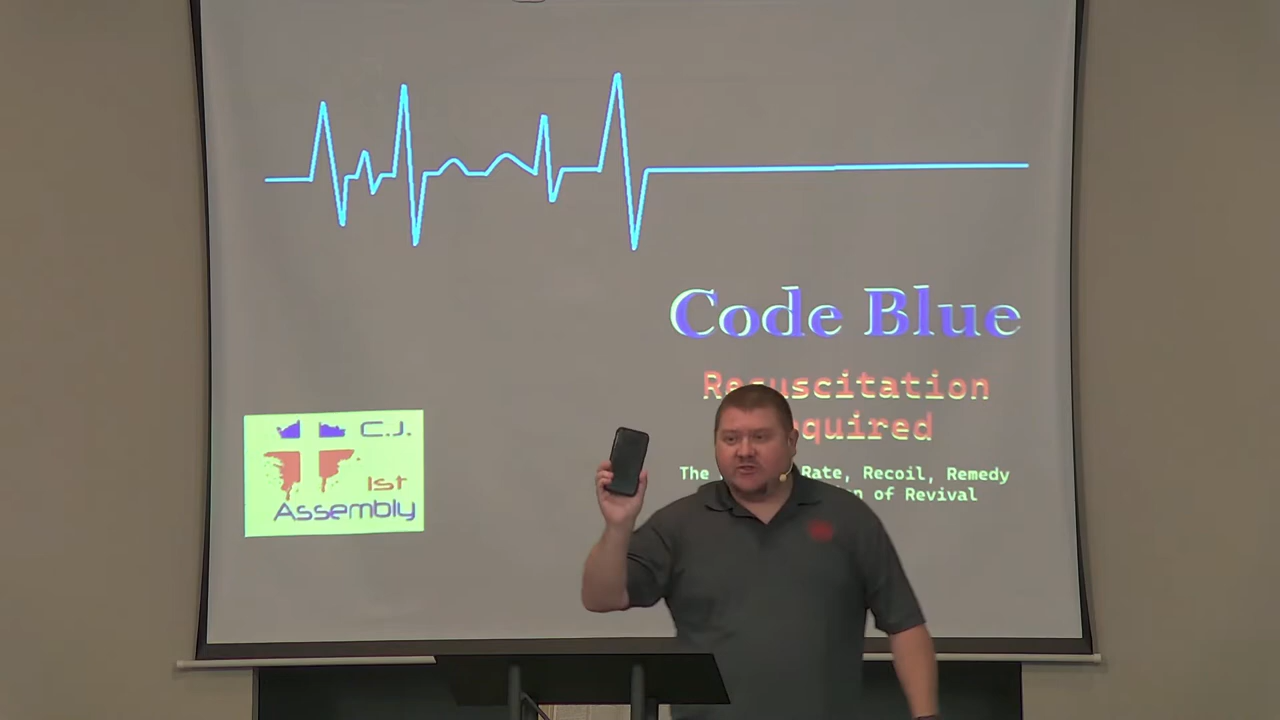 Code Blue
Resuscitation
quired
The Rate, Recoil, Remedy
n of Revival
C.J.
1st
Assembly